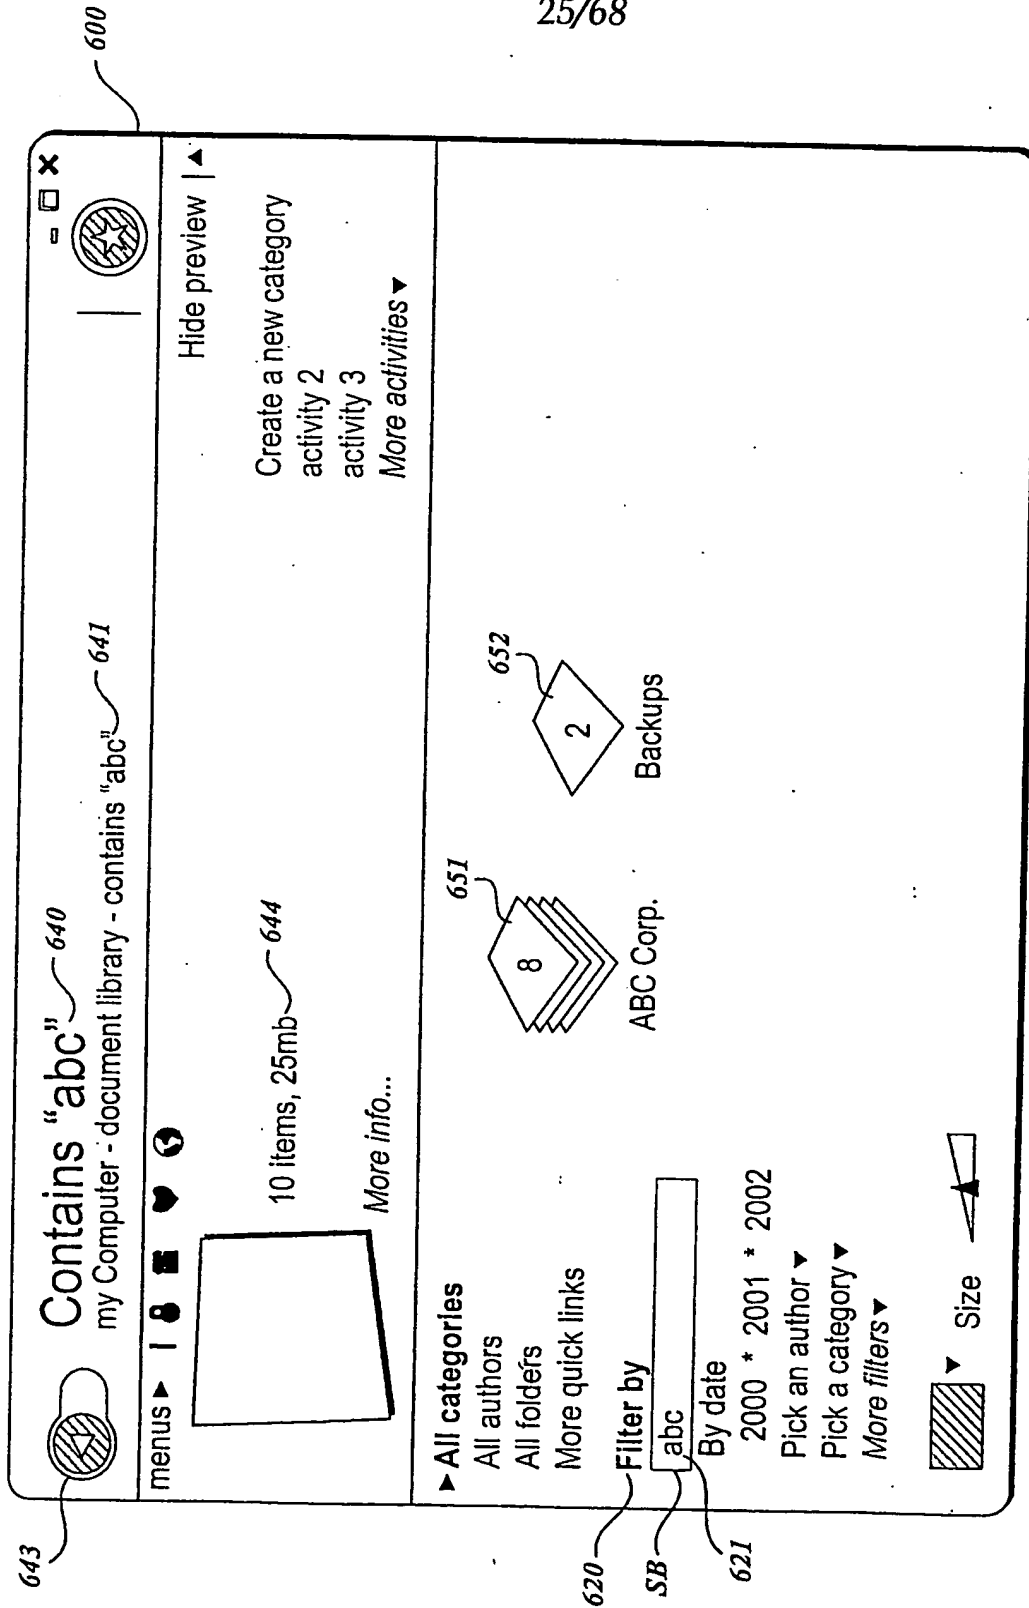 25/68
600
Contains “abc”
640
my Computer - document library - contains “abc”
641
643
menus
Hide preview
10 items, 25mb
644
More info...
Create a new category
activity 2
activity 3
More activities
All categories
All authors
All folders
More quick links
620
Filter by
SB
abc
621
By date
2000 * 2001 * 2002
Pick an author
Pick a category
More filters
Size
651
8
ABC Corp.
652
2
Backups